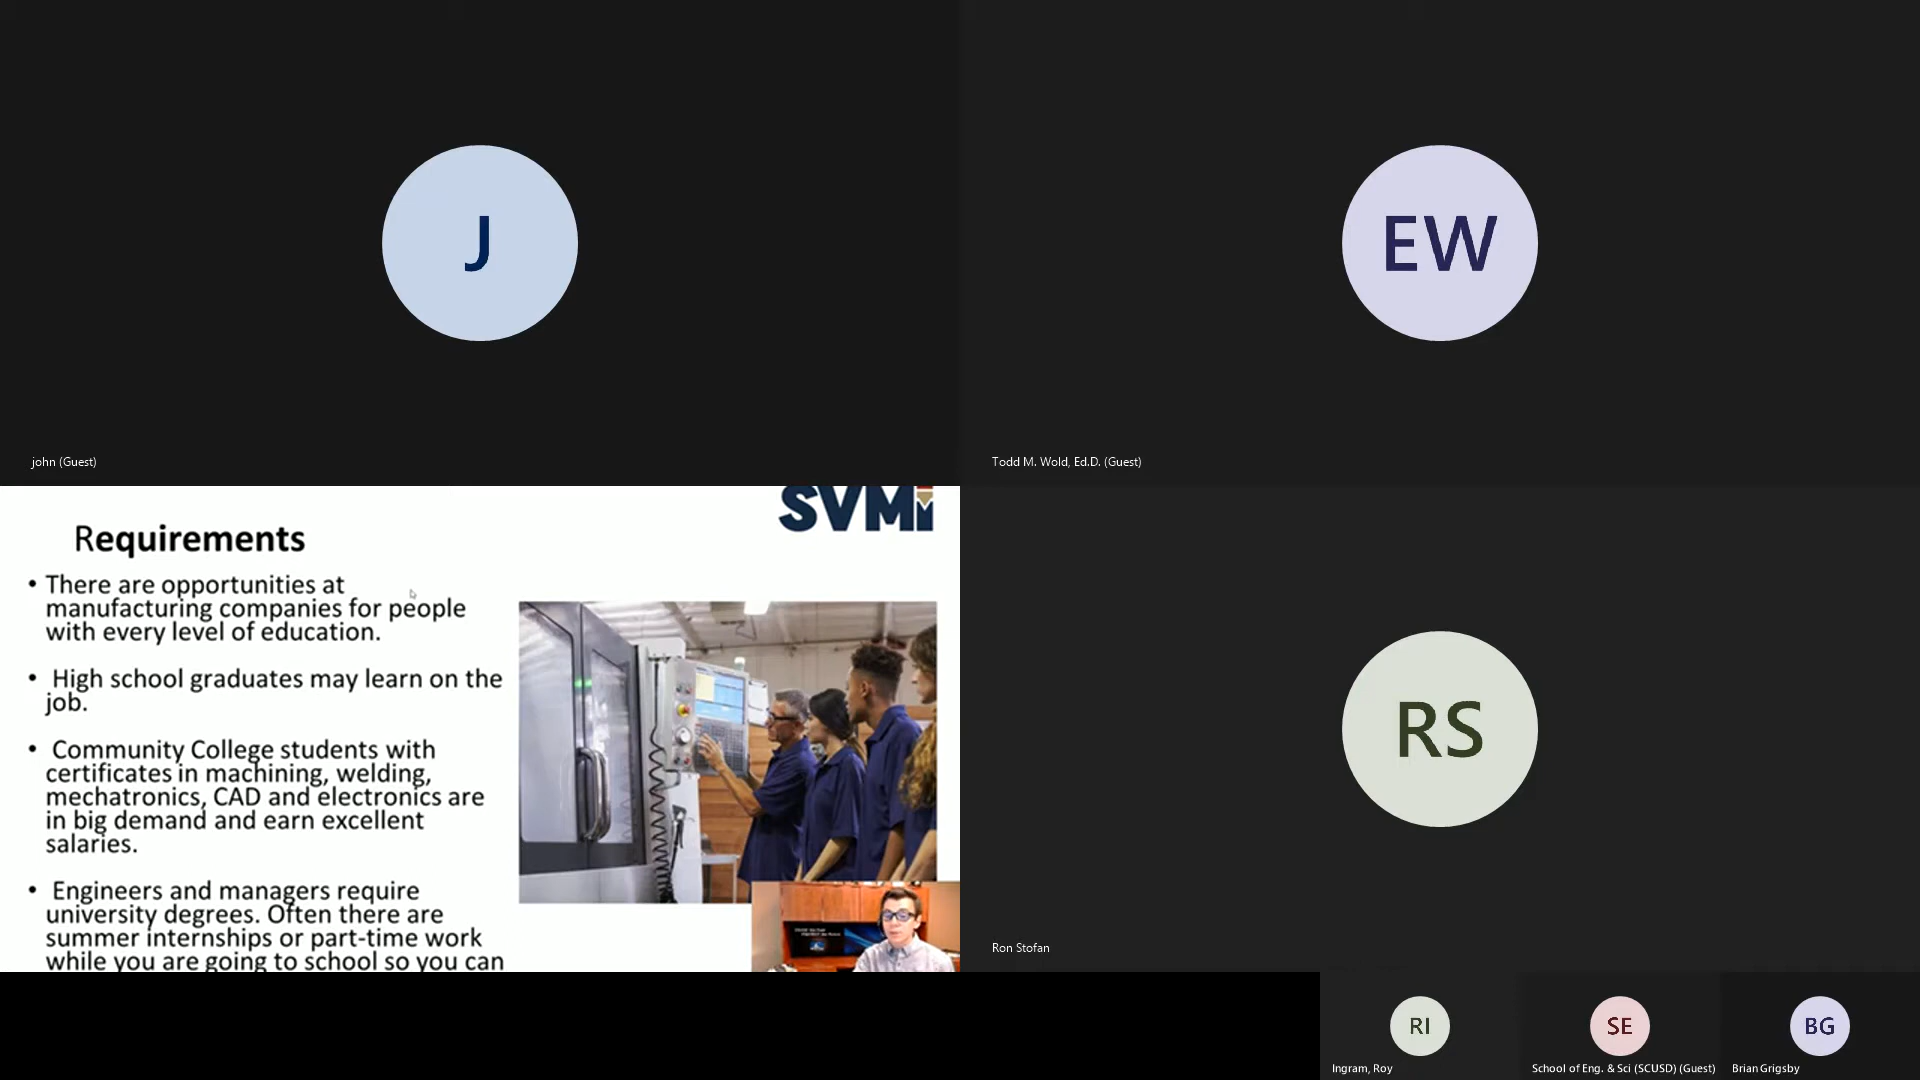 J
john (Guest)
EW
Todd M. Wold, Ed.D. (Guest)
SVMi
Requirements
• There are opportunities at
manufacturing companies for people
with every level of education.
• High school graduates may learn on the
job.
• Community College students with
certificates in machining, welding,
mechatronics, CAD and electronics are
in big demand and earn excellent
salaries.
• Engineers and managers require
university degrees. Often there are
summer internships or part-time work
while you are going to school so you can
RS
Ron Stofan
RI
Ingram, Roy
SE
School of Eng. & Sci (SCUSD) (Guest)
BG
Brian Grigsby